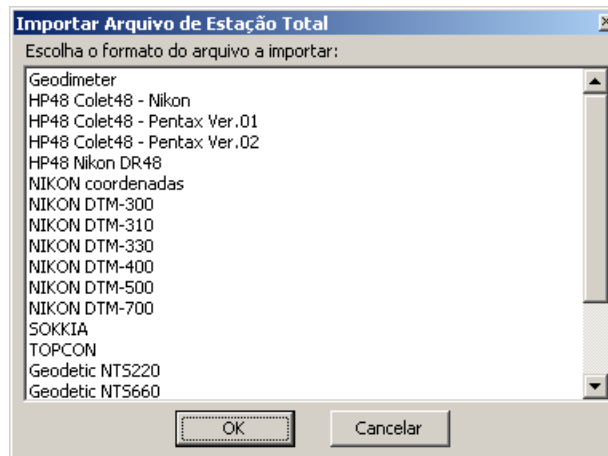 Importar Arquivo de Estação Total
Escolha o formato do arquivo a importar:
Geodimeter
HP48 Colet48 - Nikon
HP48 Colet48 - Pentax Ver.01
HP48 Colet48 - Pentax Ver.02
HP48 Nikon DR48
NIKON coordenadas
NIKON DTM-300
NIKON DTM-310
NIKON DTM-330
NIKON DTM-400
NIKON DTM-500
NIKON DTM-700
SOKKIA
TOPCON
Geodetic NTS220
Geodetic NTS660
OK Cancelar